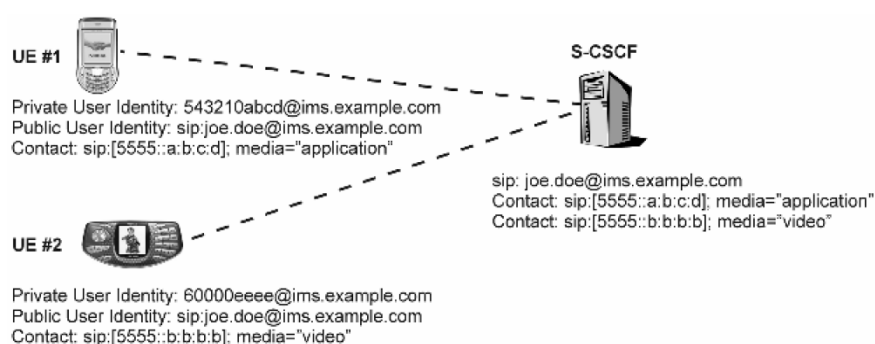 UE #1
Private User Identity: 543210abcd@ims.example.com
Public User Identity: sip:joe.doe@ims.example.com
Contact: sip:[5555::a:b:c:d]; media="application"
S-CSCF
sip: joe.doe@ims.example.com
Contact: sip:[5555::a:b:c:d]; media="application"
Contact: sip:[5555::b:b:b:b]; media="video"
UE #2
Private User Identity: 60000eeee@ims.example.com
Public User Identity: sip:joe.doe@ims.example.com
Contact: sip:[5555::b:b:b:b]; media="video"